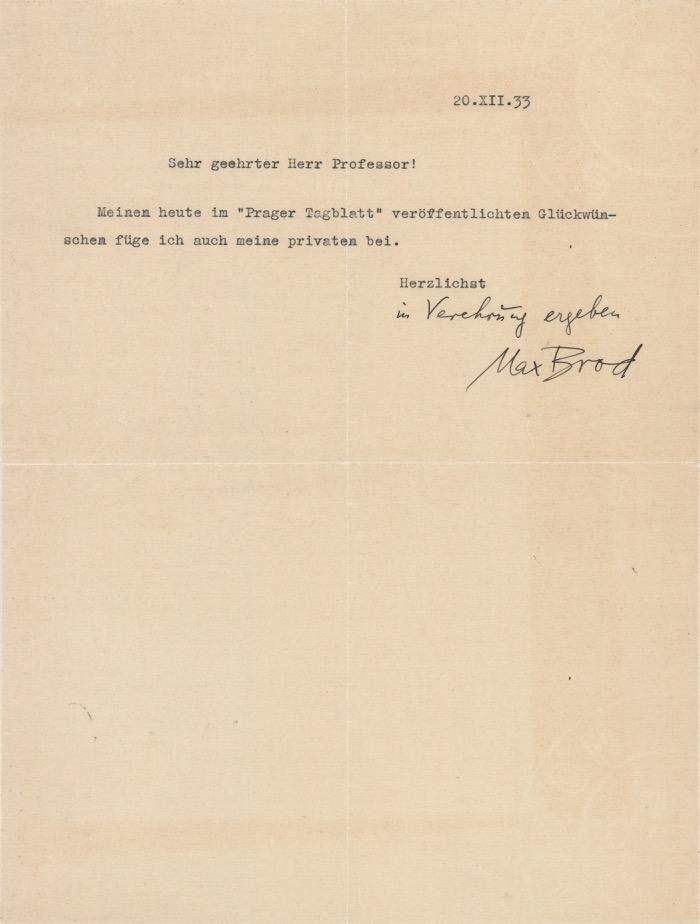 20.XII.33
Sehr geehrter Herr Professor!
Meinen heute im "Prager Tagblatt" veröffentlichten Glückwün-
schen füge ich auch meine privaten bei.
Herzlichst
in Verehrung ergeben
Max Brod